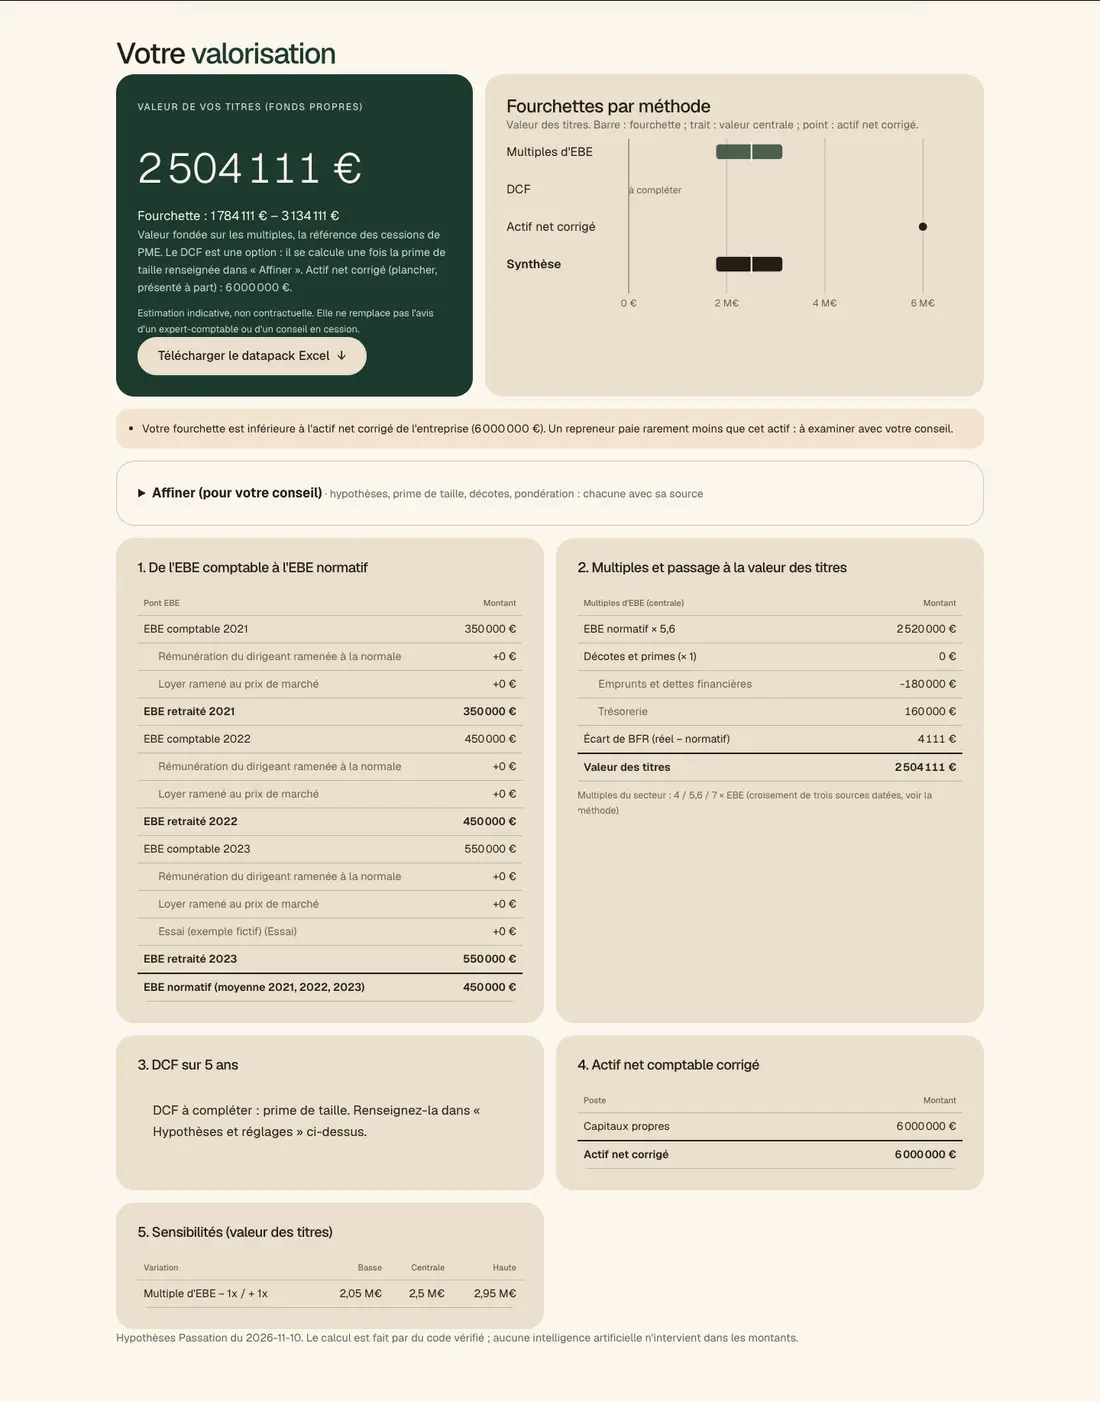 Votre valorisation
VALEUR DE VOS TITRES (FONDS PROPRES)
2 504 111 €
Fourchette : 1 784 111 € – 3 134 111 €
Valeur fondée sur les multiples, la référence des cessions de
PME. Le DCF est une option : il se calcule une fois la prime de
taille renseignée dans « Affiner ». Actif net corrigé (plancher,
présenté à part) : 6 000 000 €.
Estimation indicative, non contractuelle. Elle ne remplace pas l'avis
d'un expert-comptable ou d'un conseil en cession.
Télécharger le datapack Excel ↓
Fourchettes par méthode
Valeur des titres. Barre : fourchette ; trait : valeur centrale ; point : actif net corrigé.
Multiples d'EBE
DCF à compléter
Actif net corrigé
Synthèse
0 € 2 M€ 4 M€ 6 M€
• Votre fourchette est inférieure à l'actif net corrigé de l'entreprise (6 000 000 €). Un repreneur paie rarement moins que cet actif : à examiner avec votre conseil.
▶ Affiner (pour votre conseil) · hypothèses, prime de taille, décotes, pondération : chacune avec sa source
1. De l'EBE comptable à l'EBE normatif
Pont EBE Montant
EBE comptable 2021 350 000 €
Rémunération du dirigeant ramenée à la normale +0 €
Loyer ramené au prix de marché +0 €
EBE retraité 2021 350 000 €
EBE comptable 2022 450 000 €
Rémunération du dirigeant ramenée à la normale +0 €
Loyer ramené au prix de marché +0 €
EBE retraité 2022 450 000 €
EBE comptable 2023 550 000 €
Rémunération du dirigeant ramenée à la normale +0 €
Loyer ramené au prix de marché +0 €
Essai (exemple fictif) (Essai) +0 €
EBE retraité 2023 550 000 €
EBE normatif (moyenne 2021, 2022, 2023) 450 000 €
2. Multiples et passage à la valeur des titres
Multiples d'EBE (centrale) Montant
EBE normatif × 5,6 2 520 000 €
Décotes et primes (× 1) 0 €
Emprunts et dettes financières -180 000 €
Trésorerie 160 000 €
Écart de BFR (réel – normatif) 4 111 €
Valeur des titres 2 504 111 €
Multiples du secteur : 4 / 5,6 / 7 × EBE (croisement de trois sources datées, voir la
méthode)
3. DCF sur 5 ans
DCF à compléter : prime de taille. Renseignez-la dans «
Hypothèses et réglages » ci-dessus.
4. Actif net comptable corrigé
Poste Montant
Capitaux propres 6 000 000 €
Actif net corrigé 6 000 000 €
5. Sensibilités (valeur des titres)
Variation Basse Centrale Haute
Multiple d'EBE – 1x / + 1x 2,05 M€ 2,5 M€ 2,95 M€
Hypothèses Passation du 2026-11-10. Le calcul est fait par du code vérifié ; aucune intelligence artificielle n'intervient dans les montants.